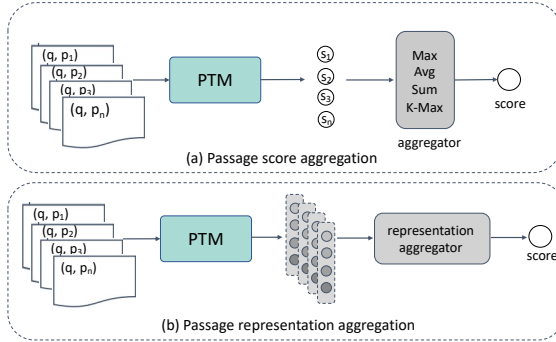 (q, p1)
(q, p2)
(q, p3)
(q, pn)
PTM
s1
s2
s3
sn
Max
Avg
Sum
K-Max
aggregator
score
(a) Passage score aggregation
(q, p1)
(q, p2)
(q, p3)
(q, pn)
PTM
representation
aggregator
score
(b) Passage representation aggregation